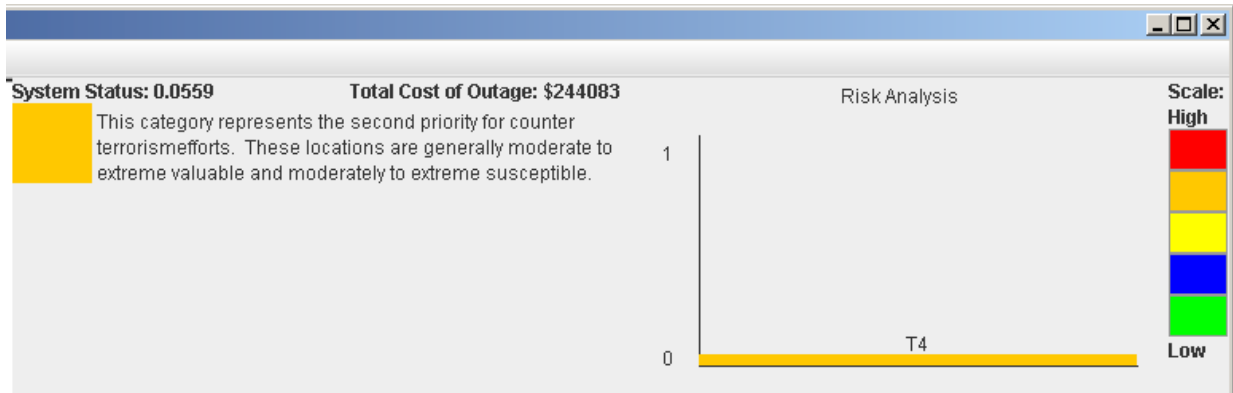 System Status: 0.0559
Total Cost of Outage: $244083
This category represents the second priority for counter
terrorismefforts. These locations are generally moderate to
extreme valuable and moderately to extreme susceptible.
Risk Analysis
1
T4
0
Scale:
High
Low